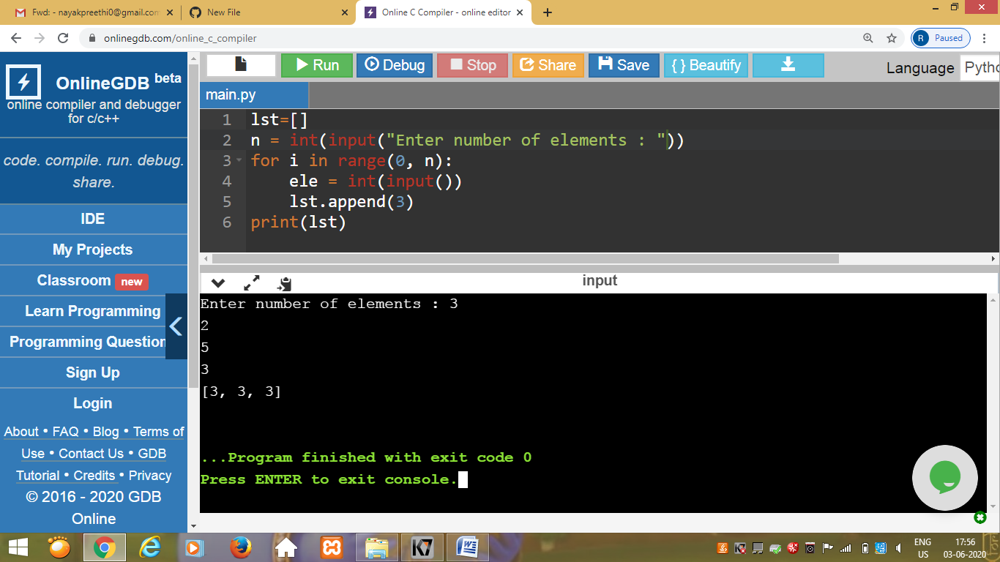 Fwd: - nayakpreethi0@gmail.com
New File
Online C Compiler - online editor
onlinegdb.com/online_c_compiler
R Paused
OnlineGDB beta
online compiler and debugger
for c/c++
code. compile. run. debug.
share.
IDE
My Projects
Classroom new
Learn Programming
Programming Question
Sign Up
Login
About • FAQ • Blog • Terms of
Use • Contact Us • GDB
Tutorial • Credits • Privacy
© 2016 - 2020 GDB
Online
Run
Debug
Stop
Share
Save
{ } Beautify
Language
Pytho
main.py
1 lst=[]
2 n = int(input("Enter number of elements : "))
3 for i in range(0, n):
4     ele = int(input())
5     lst.append(3)
6 print(lst)
input
Enter number of elements : 3
2
5
3
[3, 3, 3]
...Program finished with exit code 0
Press ENTER to exit console.
ENG
US
17:56
03-06-2020